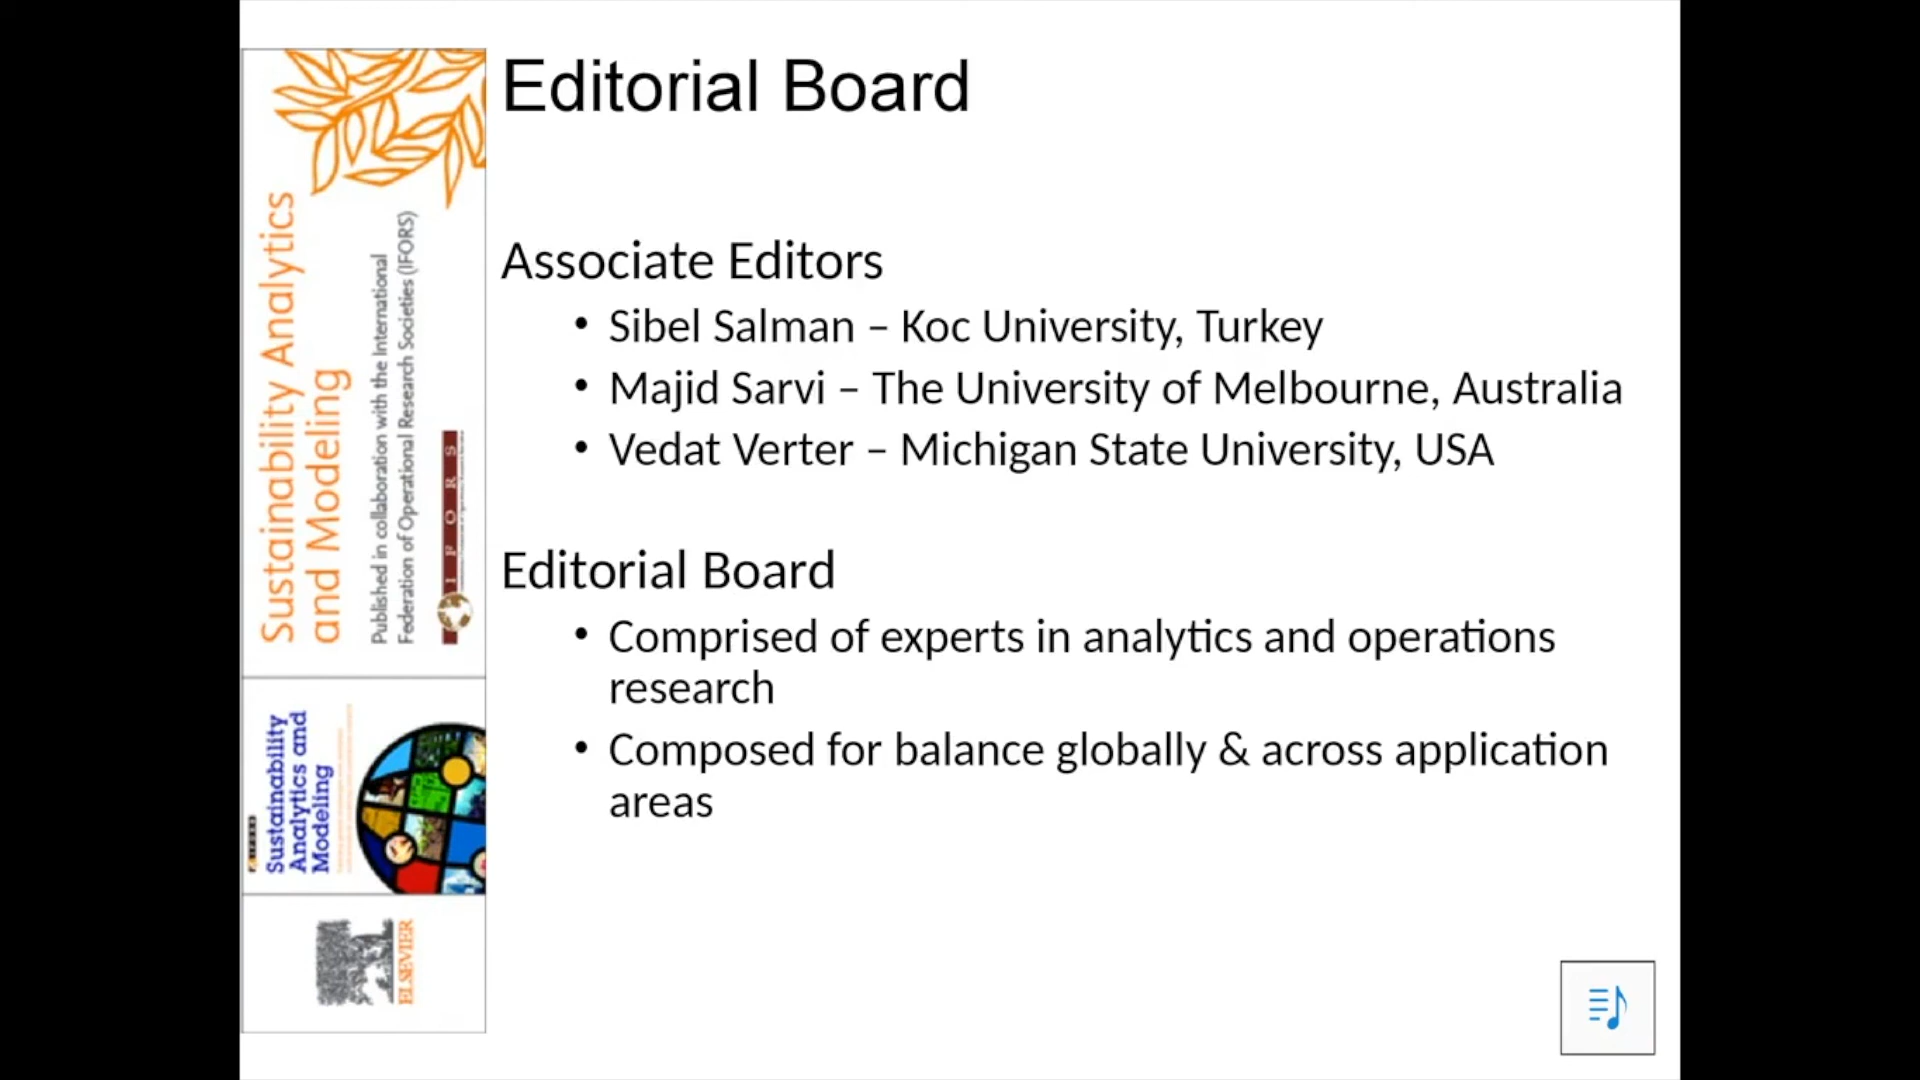 Editorial Board
Associate Editors
• Sibel Salman – Koc University, Turkey
• Majid Sarvi – The University of Melbourne, Australia
• Vedat Verter – Michigan State University, USA
Editorial Board
• Comprised of experts in analytics and operations
research
• Composed for balance globally & across application
areas
Sustainability Analytics
and Modeling
Published in collaboration with the International
Federation of Operational Research Societies (IFORS)
I F O R S
Sustainability
Analytics and
Modeling
ELSEVIER